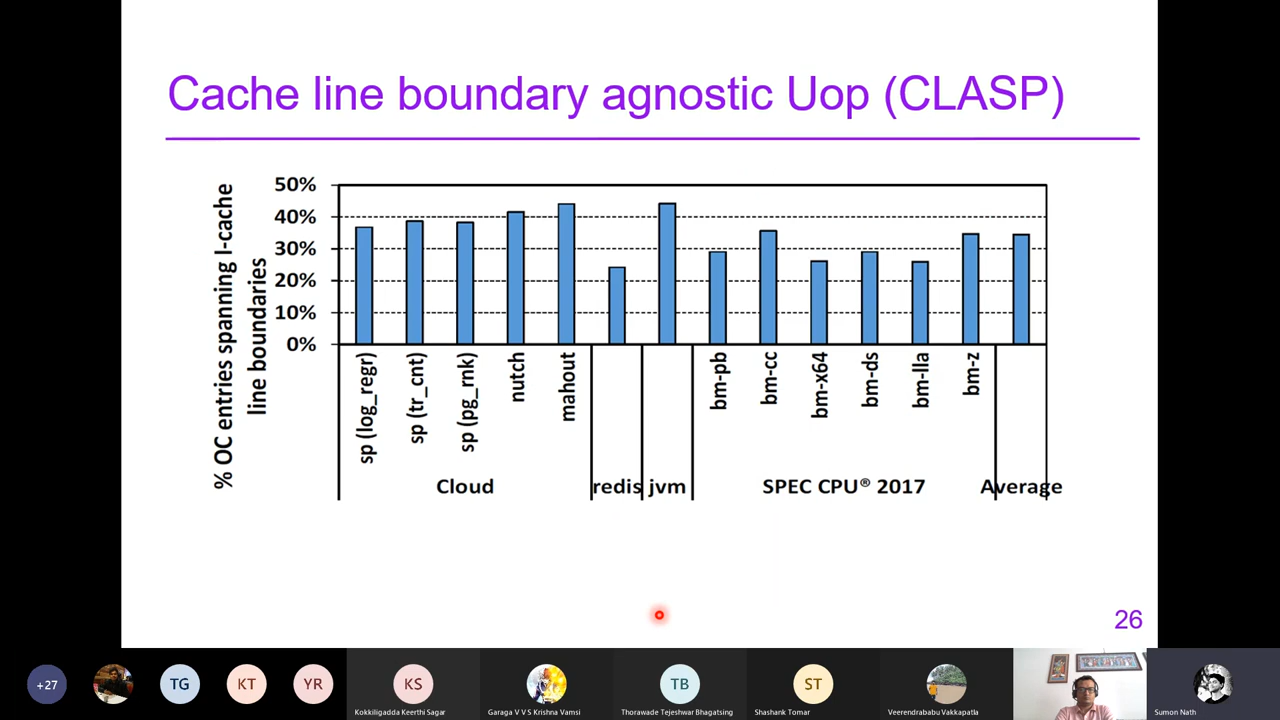 Cache line boundary agnostic Uop (CLASP)
% OC entries spanning I-cache
line boundaries
50%
40%
30%
20%
10%
0%
sp (log_regr)
sp (tr_cnt)
sp (pg_rnk)
nutch
mahout
bm-pb
bm-cc
bm-x64
bm-ds
bm-lla
bm-z
Cloud
redis
jvm
SPEC CPU® 2017
Average
26
+27
TG
KT
YR
KS
TB
ST
Kokkiligadda Keerthi Sagar
Garaga V V S Krishna Vamsi
Thorawade Tejeshwar Bhagatsing
Shashank Tomar
Veerendrababu Vakkapatla
Sumon Nath